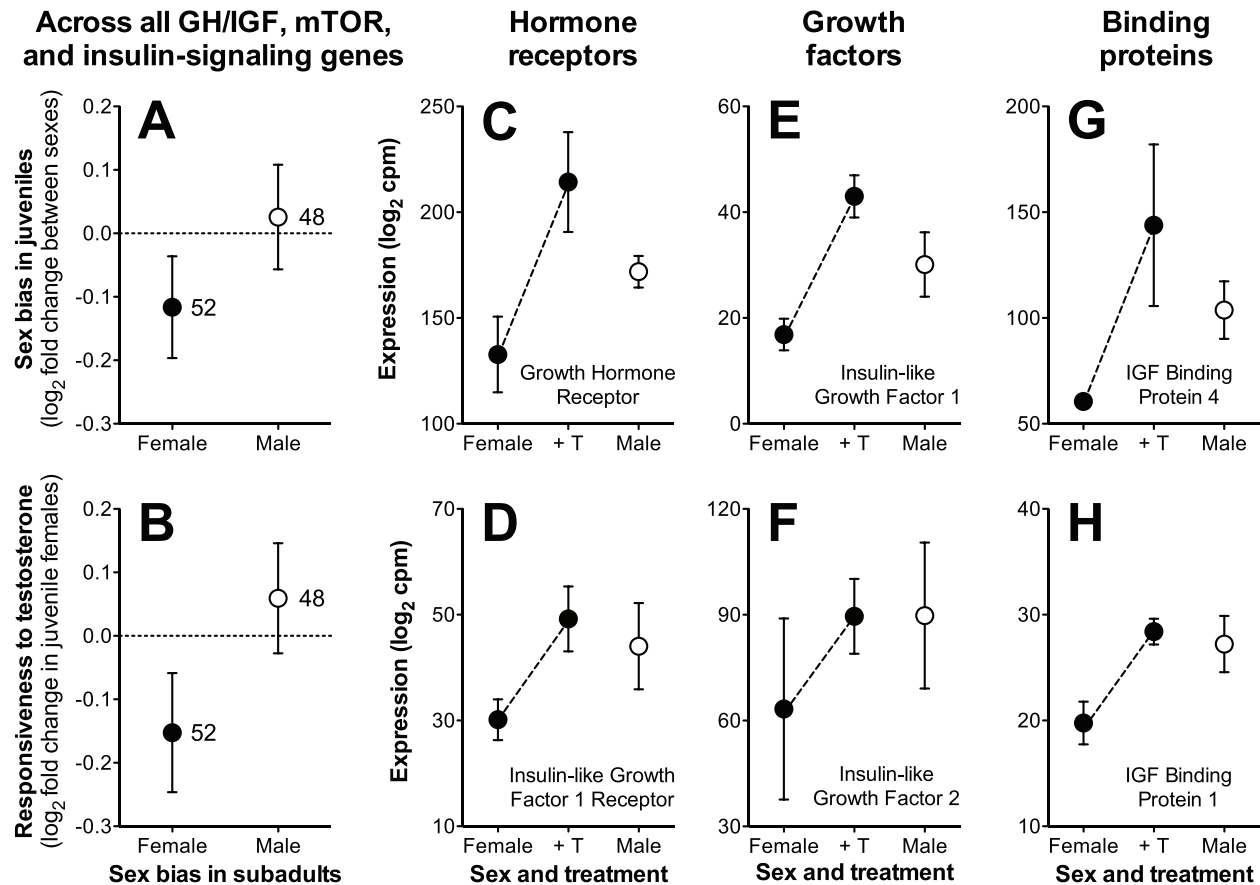 Across all GH/IGF, mTOR,
and insulin-signaling genes
Hormone
receptors
Growth
factors
Binding
proteins
A
Sex bias in juveniles
(log2 fold change between sexes)
0.2
0.1
0.0
-0.1
-0.2
-0.3
52
48
Female
Male
C
Expression (log2 cpm)
250
200
150
100
Growth Hormone
Receptor
Female
+ T
Male
E
60
40
20
0
Insulin-like
Growth Factor 1
Female
+ T
Male
G
200
150
100
50
IGF Binding
Protein 4
Female
+ T
Male
B
Responsiveness to testosterone
(log2 fold change in juvenile females)
0.2
0.1
0.0
-0.1
-0.2
-0.3
52
48
Female
Male
Sex bias in subadults
D
Expression (log2 cpm)
70
50
30
10
Insulin-like Growth
Factor 1 Receptor
Female
+ T
Male
Sex and treatment
F
120
90
60
30
Insulin-like
Growth Factor 2
Female
+ T
Male
Sex and treatment
H
40
30
20
10
IGF Binding
Protein 1
Female
+ T
Male
Sex and treatment